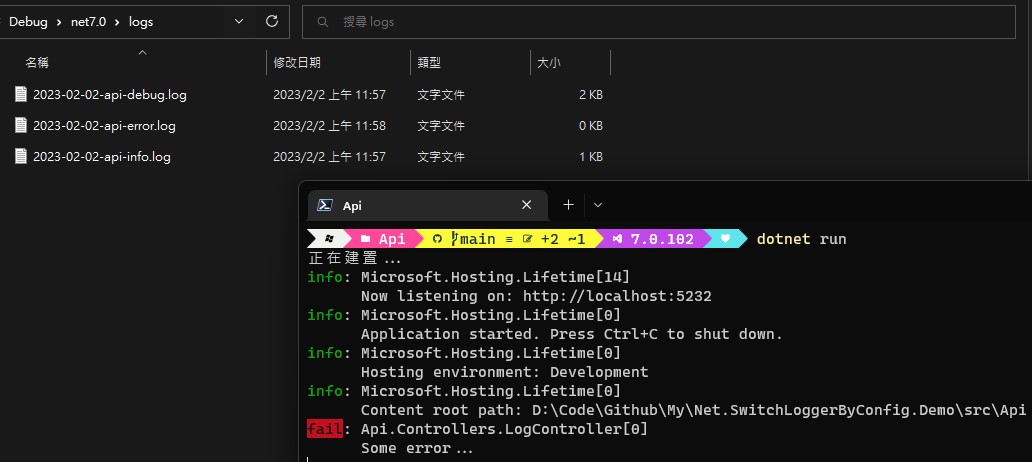 Debug > net7.0 > logs
搜尋 logs
名稱 修改日期 類型 大小
2023-02-02-api-debug.log 2023/2/2 上午 11:57 文字文件 2 KB
2023-02-02-api-error.log 2023/2/2 上午 11:58 文字文件 0 KB
2023-02-02-api-info.log 2023/2/2 上午 11:57 文字文件 1 KB
Api
Api main ≡ +2 ~1 7.0.102 dotnet run
正在建置...
info: Microsoft.Hosting.Lifetime[14]
Now listening on: http://localhost:5232
info: Microsoft.Hosting.Lifetime[0]
Application started. Press Ctrl+C to shut down.
info: Microsoft.Hosting.Lifetime[0]
Hosting environment: Development
info: Microsoft.Hosting.Lifetime[0]
Content root path: D:\Code\Github\My\Net.SwitchLoggerByConfig.Demo\src\Api
fail: Api.Controllers.LogController[0]
Some error...